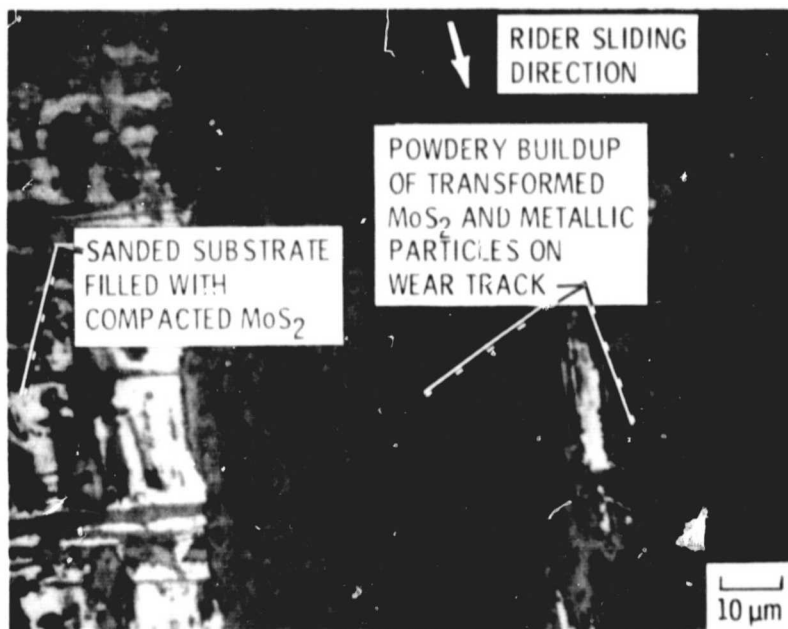 RIDER SLIDING
DIRECTION
POWDERY BUILDUP
OF TRANSFORMED
MoS₂ AND METALLIC
PARTICLES ON
WEAR TRACK
SANDED SUBSTRATE
FILLED WITH
COMPACTED MoS₂
10 µm